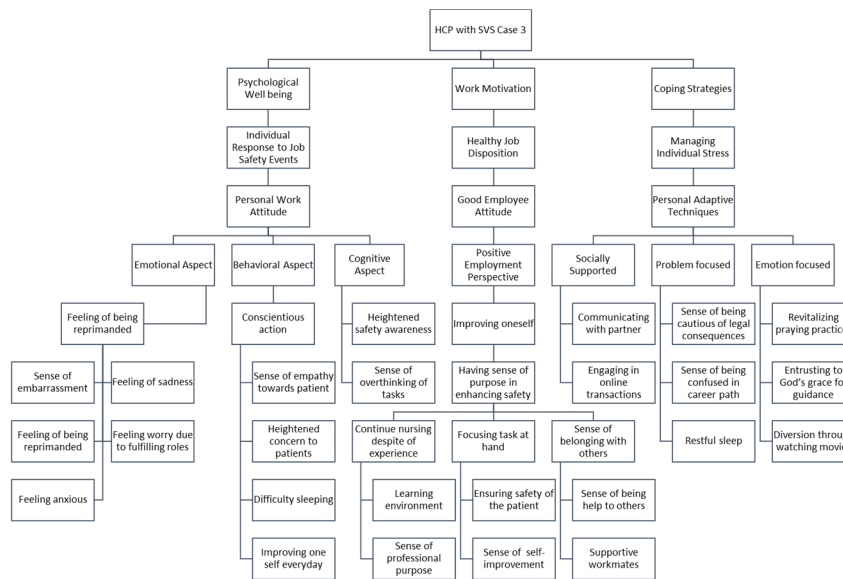 HCP with SVS Case 3
Psychological
Well being
Work Motivation
Coping Strategies
Individual
Response to Job
Safety Events
Healthy Job
Disposition
Managing
Individual Stress
Personal Work
Attitude
Good Employee
Attitude
Personal Adaptive
Techniques
Emotional Aspect
Behavioral Aspect
Cognitive
Aspect
Positive
Employment
Perspective
Socially
Supported
Problem focused
Emotion focused
Feeling of being
reprimanded
Conscientious
action
Heightened
safety awareness
Improving oneself
Communicating
with partner
Sense of being
cautious of legal
consequences
Revitalizing
praying practice
Sense of
embarrassment
Feeling of sadness
Sense of empathy
towards patient
Sense of
overthinking of
tasks
Having sense of
purpose in
enhancing safety
Engaging in
online
transactions
Sense of being
confused in
career path
Entrusting to
God's grace for
guidance
Feeling of being
reprimanded
Feeling worry due
to fulfilling roles
Heightened
concern to
patients
Continue nursing
despite of
experience
Focusing task at
hand
Sense of
belonging with
others
Restful sleep
Diversion through
watching movie
Feeling anxious
Difficulty sleeping
Learning
environment
Ensuring safety of
the patient
Sense of being
help to others
Improving one
self everyday
Sense of
professional
purpose
Sense of self-
improvement
Supportive
workmates